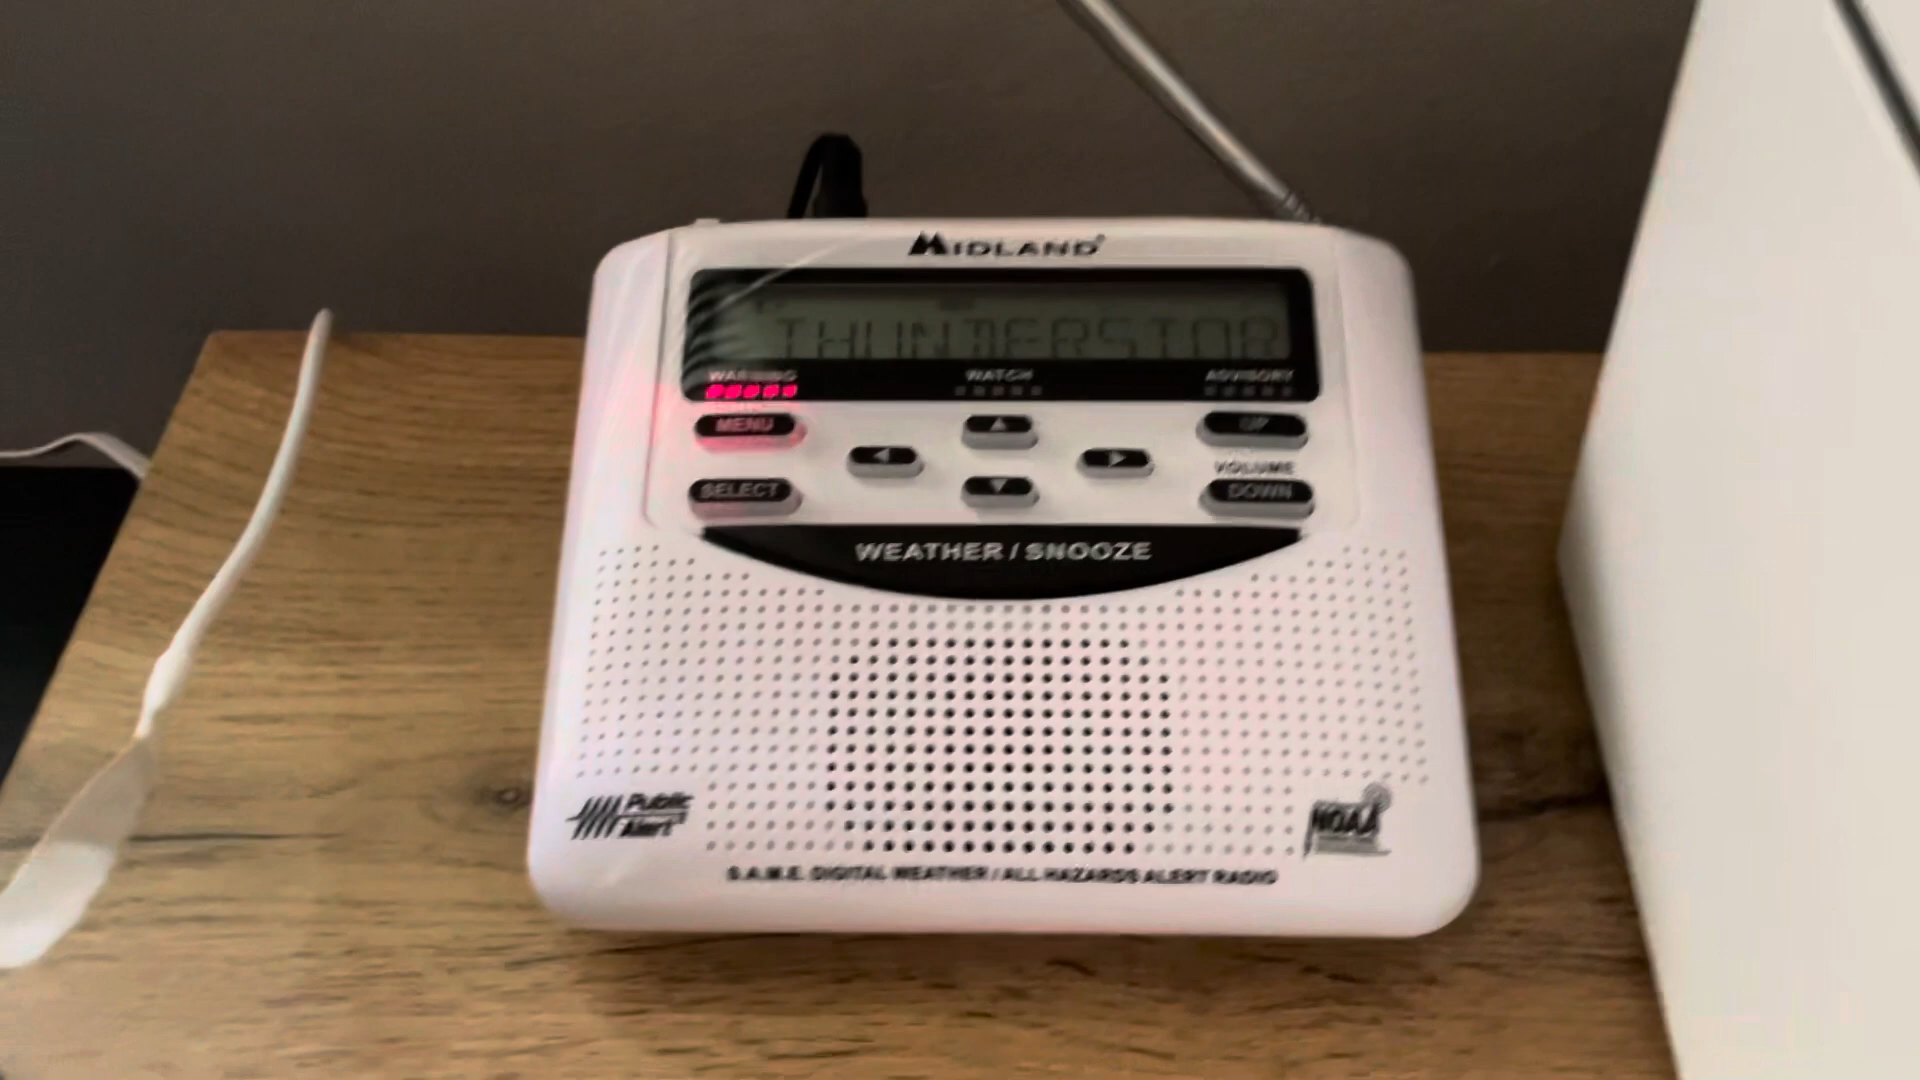 MIDLAND
THUNDERSTOR
WARNING WATCH ADVISORY
MENU UP
VOLUME
SELECT DOWN
WEATHER / SNOOZE
Public Alert
NOAA
S.A.M.E. DIGITAL WEATHER / ALL HAZARDS ALERT RADIO